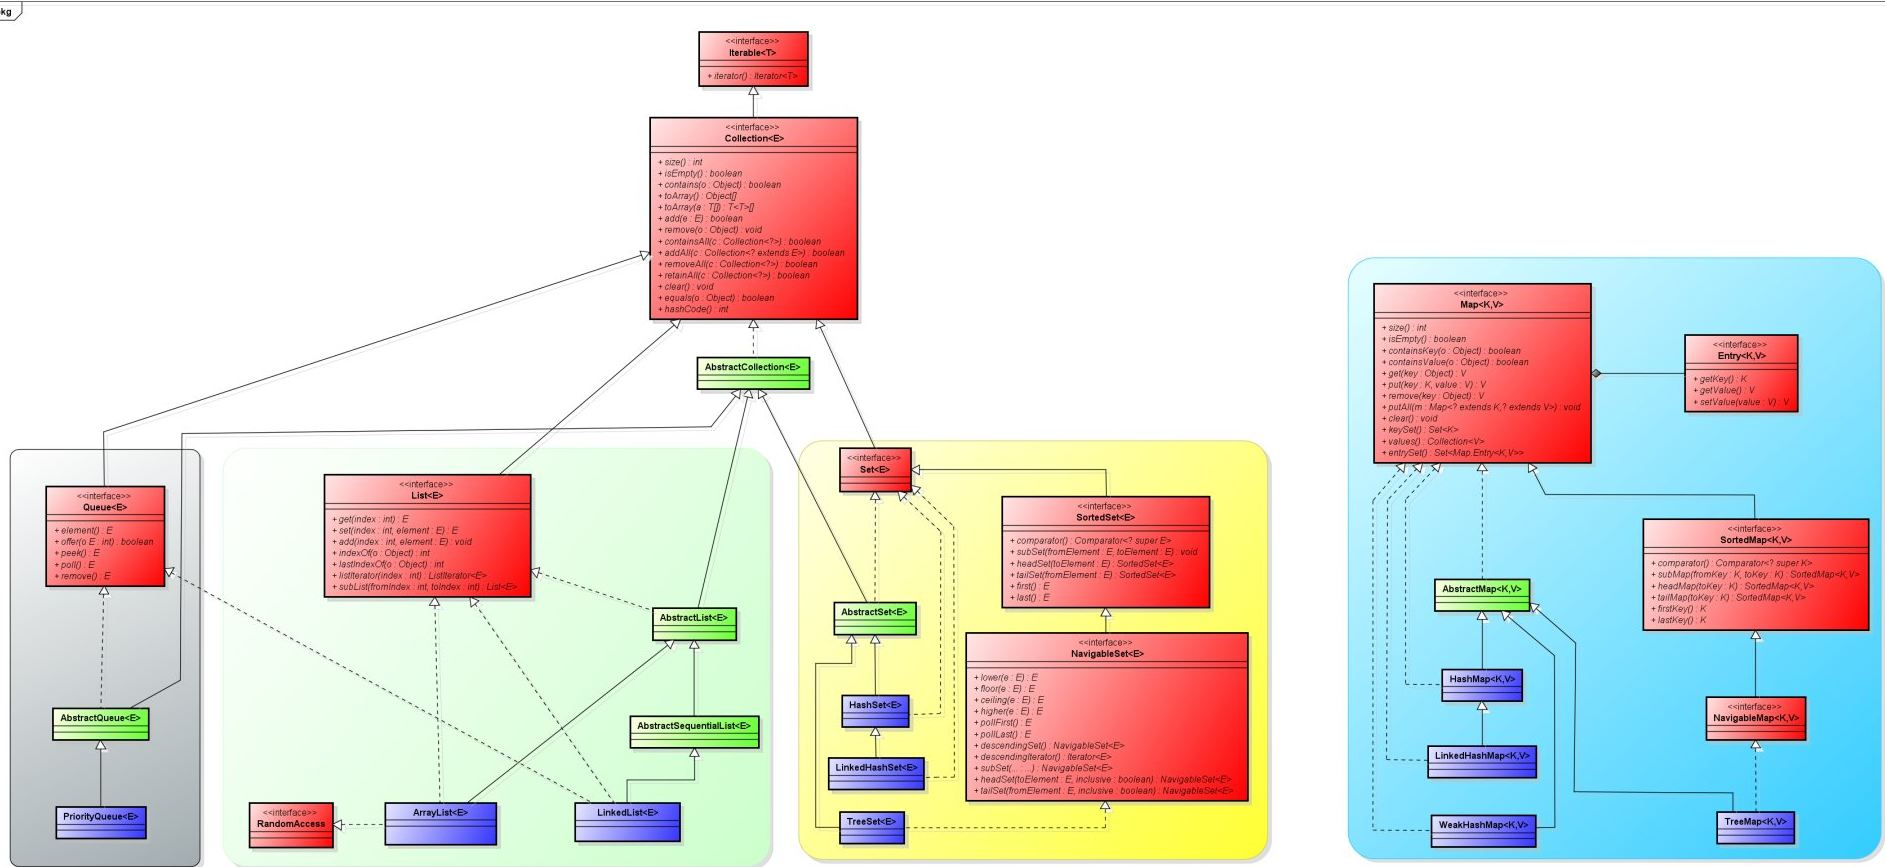 kg
<<interface>>
Iterable<T>
+ iterator() : Iterator<T>
<<interface>>
Collection<E>
+ size() : int
+ isEmpty() : boolean
+ contains(o : Object) : boolean
+ toArray() : Object[]
+ toArray(a : T[]) : T<T>[]
+ add(e : E) : boolean
+ remove(o : Object) : void
+ containsAll(c : Collection<?>) : boolean
+ addAll(c : Collection<? extends E>) : boolean
+ removeAll(c : Collection<?>) : boolean
+ retainAll(c : Collection<?>) : boolean
+ clear() : void
+ equals(o : Object) : boolean
+ hashCode() : int
AbstractCollection<E>
<<interface>>
Queue<E>
+ element() : E
+ offer(o E : int) : boolean
+ peek() : E
+ poll() : E
+ remove() : E
AbstractQueue<E>
PriorityQueue<E>
<<interface>>
List<E>
+ get(index : int) : E
+ set(index : int, element : E) : E
+ add(index : int, element : E) : void
+ indexOf(o : Object) : int
+ lastIndexOf(o : Object) : int
+ listIterator(index : int) : ListIterator<E>
+ subList(fromIndex : int, toIndex : int) : List<E>
AbstractList<E>
AbstractSequentialList<E>
<<interface>>
RandomAccess
ArrayList<E>
LinkedList<E>
<<interface>>
Set<E>
<<interface>>
SortedSet<E>
+ comparator() : Comparator<? super E>
+ subSet(fromElement : E, toElement : E) : void
+ headSet(toElement : E) : SortedSet<E>
+ tailSet(fromElement : E) : SortedSet<E>
+ first() : E
+ last() : E
AbstractSet<E>
<<interface>>
NavigableSet<E>
+ lower(e : E) : E
+ floor(e : E) : E
+ ceiling(e : E) : E
+ higher(e : E) : E
+ pollFirst() : E
+ pollLast() : E
+ descendingSet() : NavigableSet<E>
+ descendingIterator() : Iterator<E>
+ subSet(... : ...) : NavigableSet<E>
+ headSet(toElement : E, inclusive : boolean) : NavigableSet<E>
+ tailSet(fromElement : E, inclusive : boolean) : NavigableSet<E>
HashSet<E>
LinkedHashSet<E>
TreeSet<E>
<<interface>>
Map<K,V>
+ size() : int
+ isEmpty() : boolean
+ containsKey(o : Object) : boolean
+ containsValue(o : Object) : boolean
+ get(key : Object) : V
+ put(key : K, value : V) : V
+ remove(key : Object) : V
+ putAll(m : Map<? extends K,? extends V>) : void
+ clear() : void
+ keySet() : Set<K>
+ values() : Collection<V>
+ entrySet() : Set<Map.Entry<K,V>>
<<interface>>
Entry<K,V>
+ getKey() : K
+ getValue() : V
+ setValue(value : V) : V
<<interface>>
SortedMap<K,V>
+ comparator() : Comparator<? super K>
+ subMap(fromKey : K, toKey : K) : SortedMap<K,V>
+ headMap(toKey : K) : SortedMap<K,V>
+ tailMap(toKey : K) : SortedMap<K,V>
+ firstKey() : K
+ lastKey() : K
AbstractMap<K,V>
HashMap<K,V>
<<interface>>
NavigableMap<K,V>
LinkedHashMap<K,V>
WeakHashMap<K,V>
TreeMap<K,V>